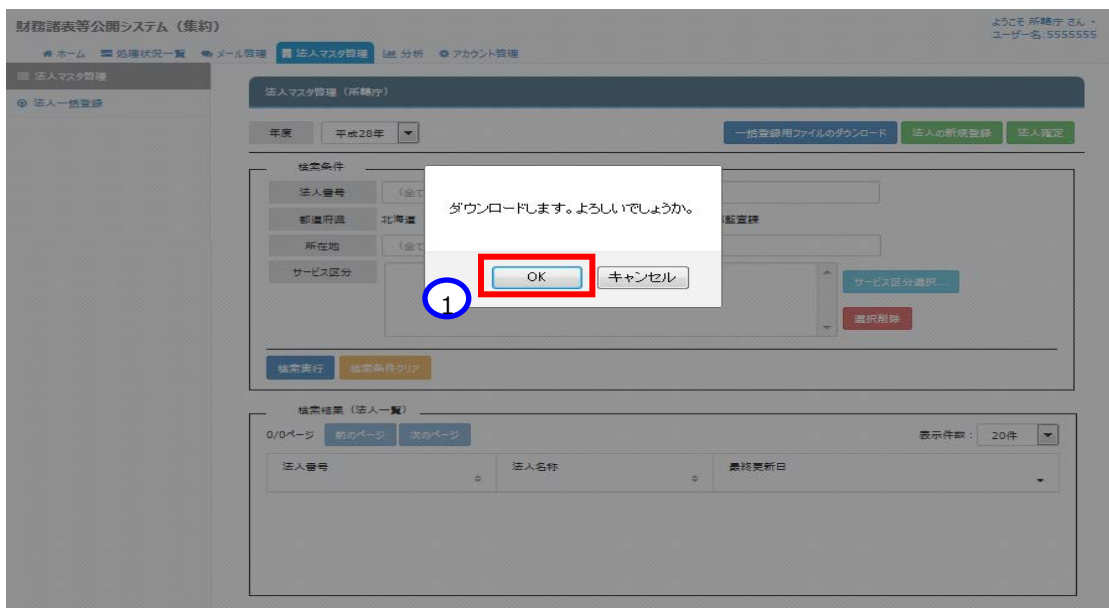 財務諸表等公開システム（集約）
ようこそ 所轄庁 さん
ユーザー名:5555555
ホーム 処理状況一覧 メール管理 法人マスタ管理 分析 アカウント管理
法人マスタ管理
法人一括登録
法人マスタ管理（所轄庁）
年度 平成28年 一括登録用ファイルのダウンロード 法人の新規登録 法人確定
検索条件
法人番号 （全て
ダウンロードします。よろしいでしょうか。
都道府県 北海道 監査課
所在地 （全て
サービス区分 OK キャンセル サービス区分選択...
1
選択削除
検索実行 検索条件クリア
検索結果（法人一覧）
0/0ページ 前のページ 次のページ 表示件数： 20件
法人番号 法人名称 最終更新日